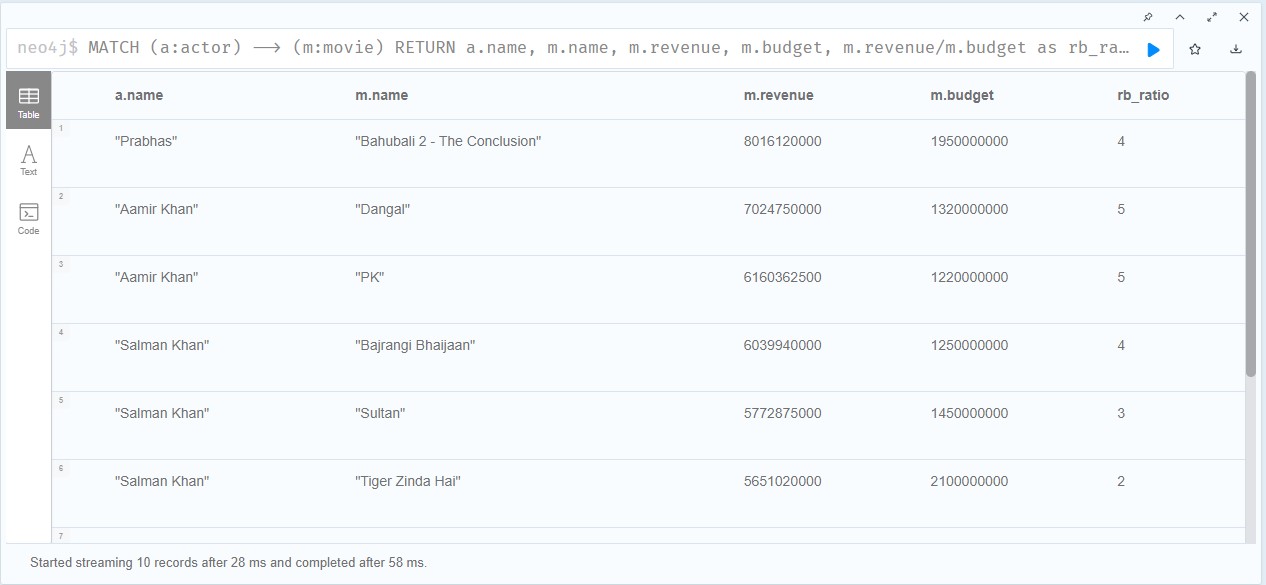 neo4j$ MATCH (a:actor) --> (m:movie) RETURN a.name, m.name, m.revenue, m.budget, m.revenue/m.budget as rb_ra…
Table
Text
Code
a.name m.name m.revenue m.budget rb_ratio
1 "Prabhas" "Bahubali 2 - The Conclusion" 8016120000 1950000000 4
2 "Aamir Khan" "Dangal" 7024750000 1320000000 5
3 "Aamir Khan" "PK" 6160362500 1220000000 5
4 "Salman Khan" "Bajrangi Bhaijaan" 6039940000 1250000000 4
5 "Salman Khan" "Sultan" 5772875000 1450000000 3
6 "Salman Khan" "Tiger Zinda Hai" 5651020000 2100000000 2
7
Started streaming 10 records after 28 ms and completed after 58 ms.